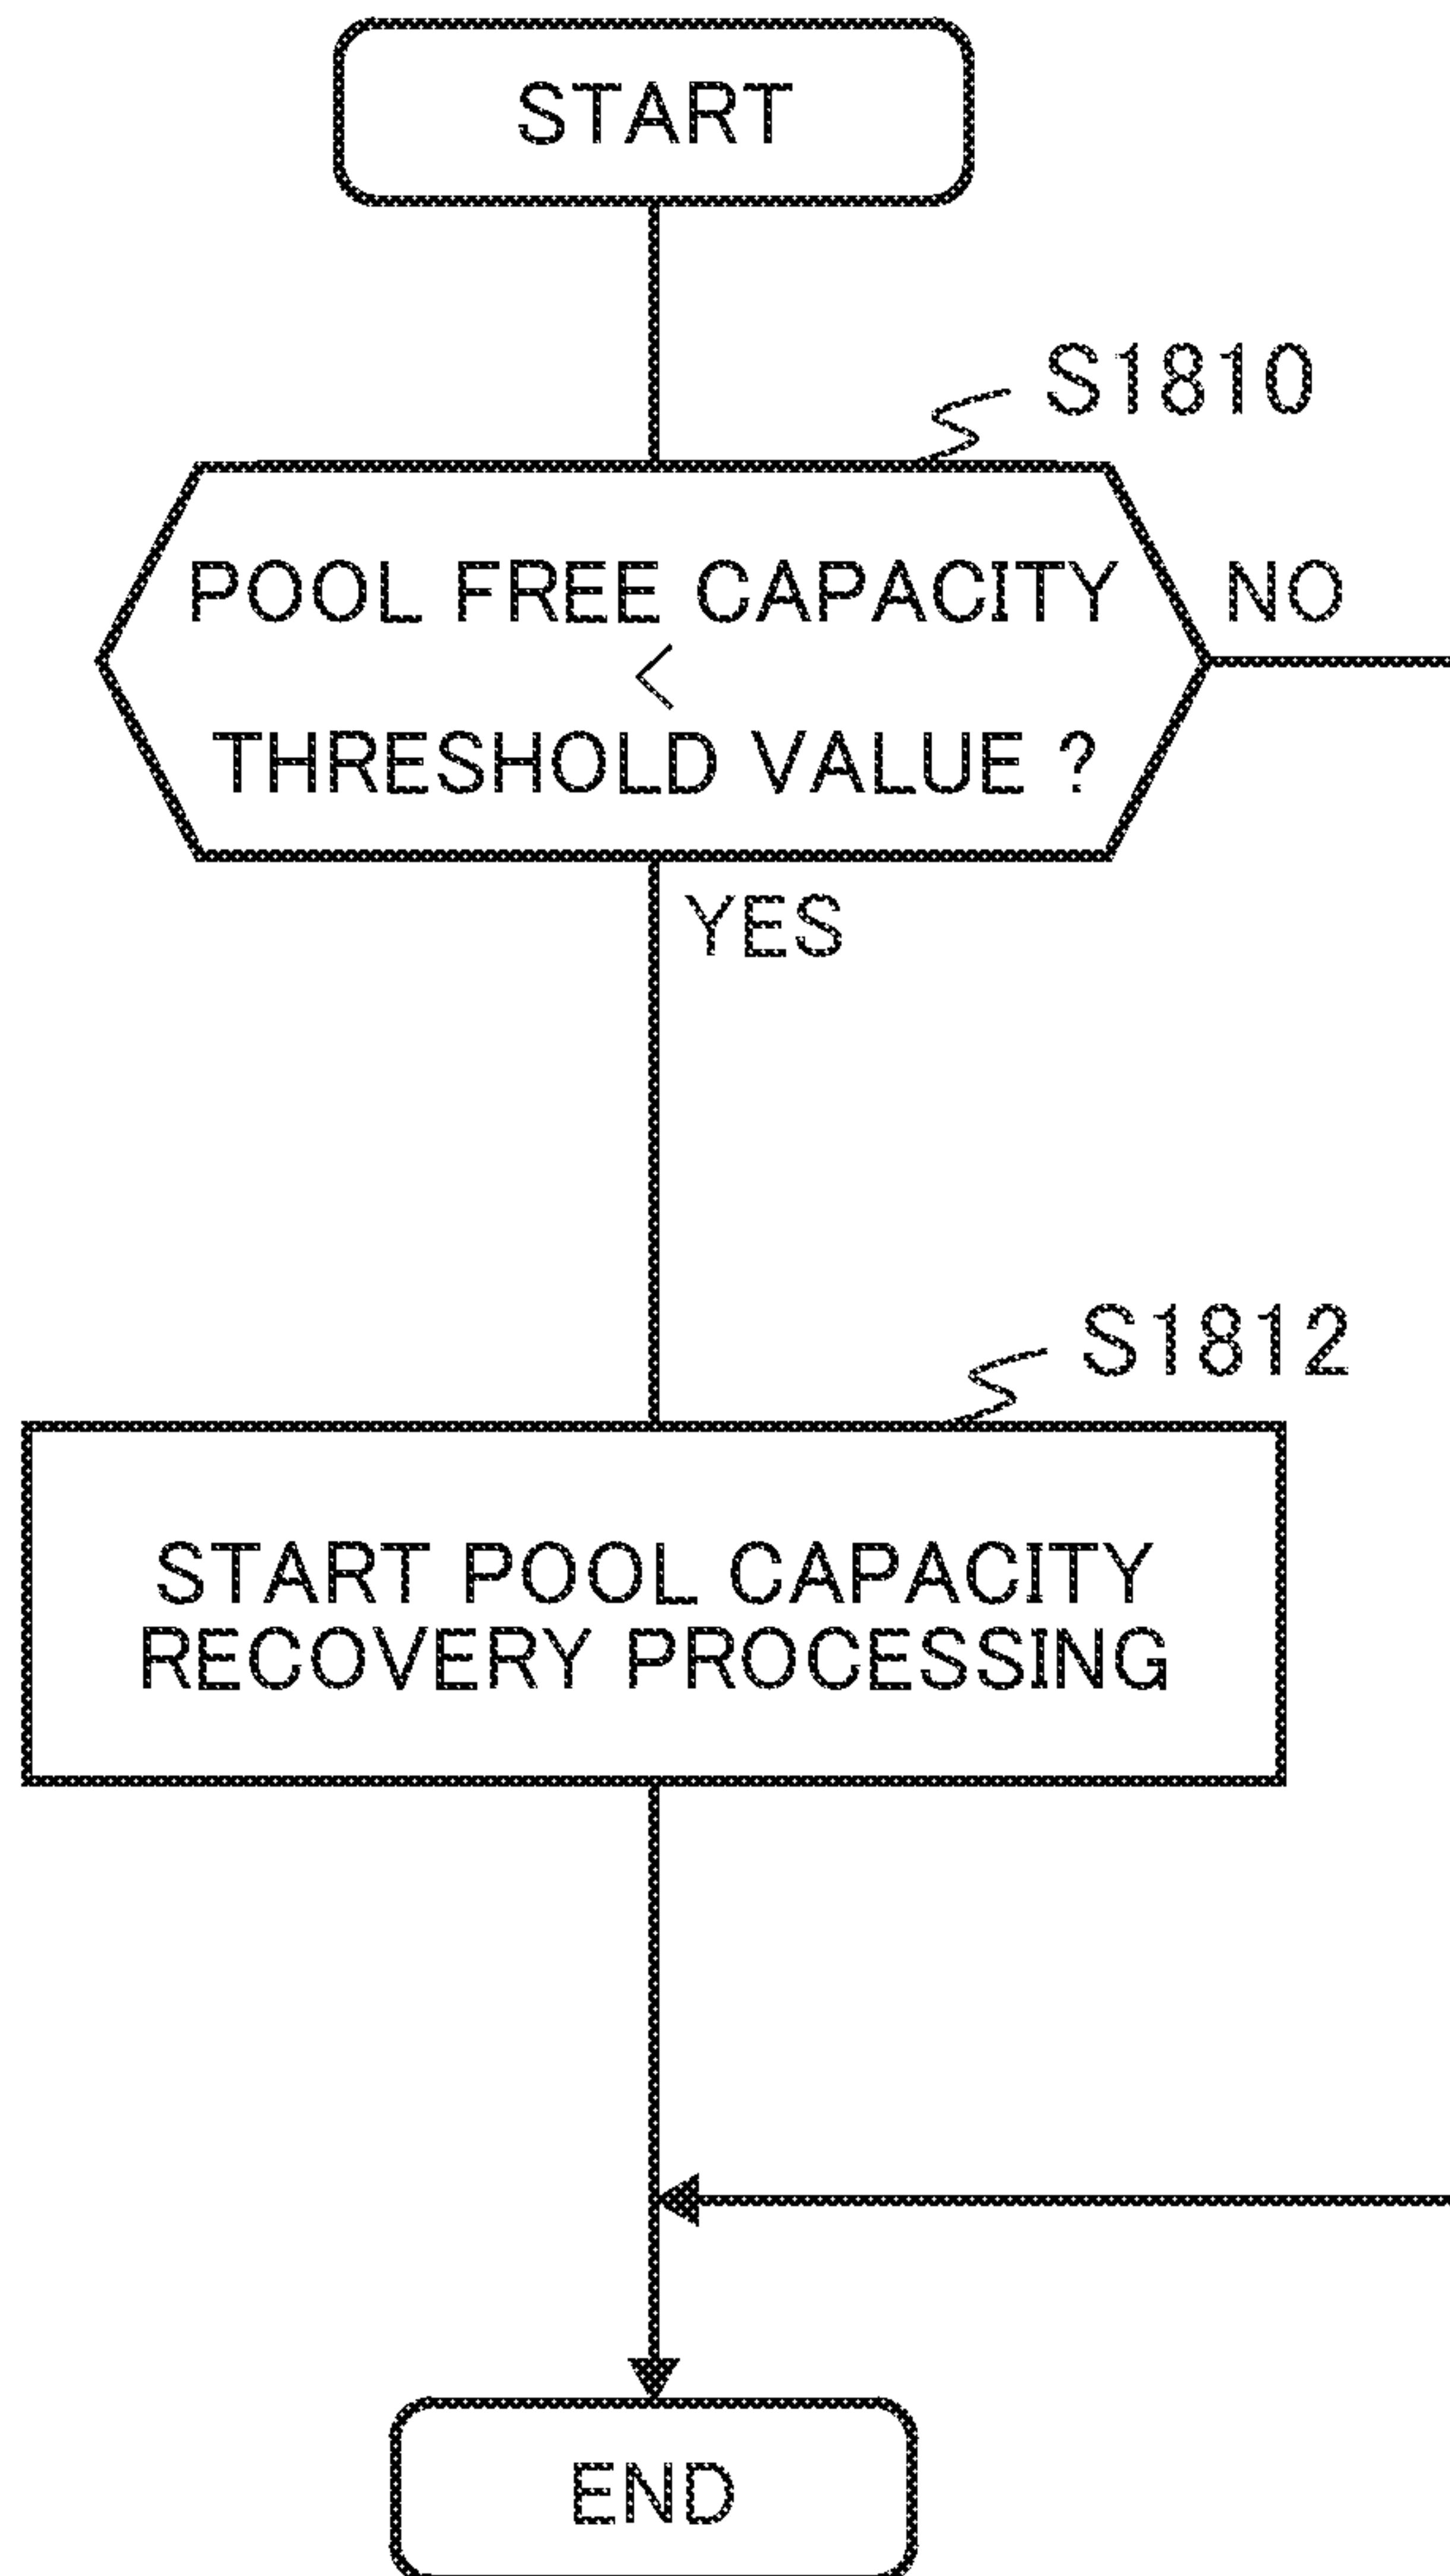 START
S1810
POOL FREE CAPACITY
<
THRESHOLD VALUE ?
NO
YES
S1812
START POOL CAPACITY
RECOVERY PROCESSING
END